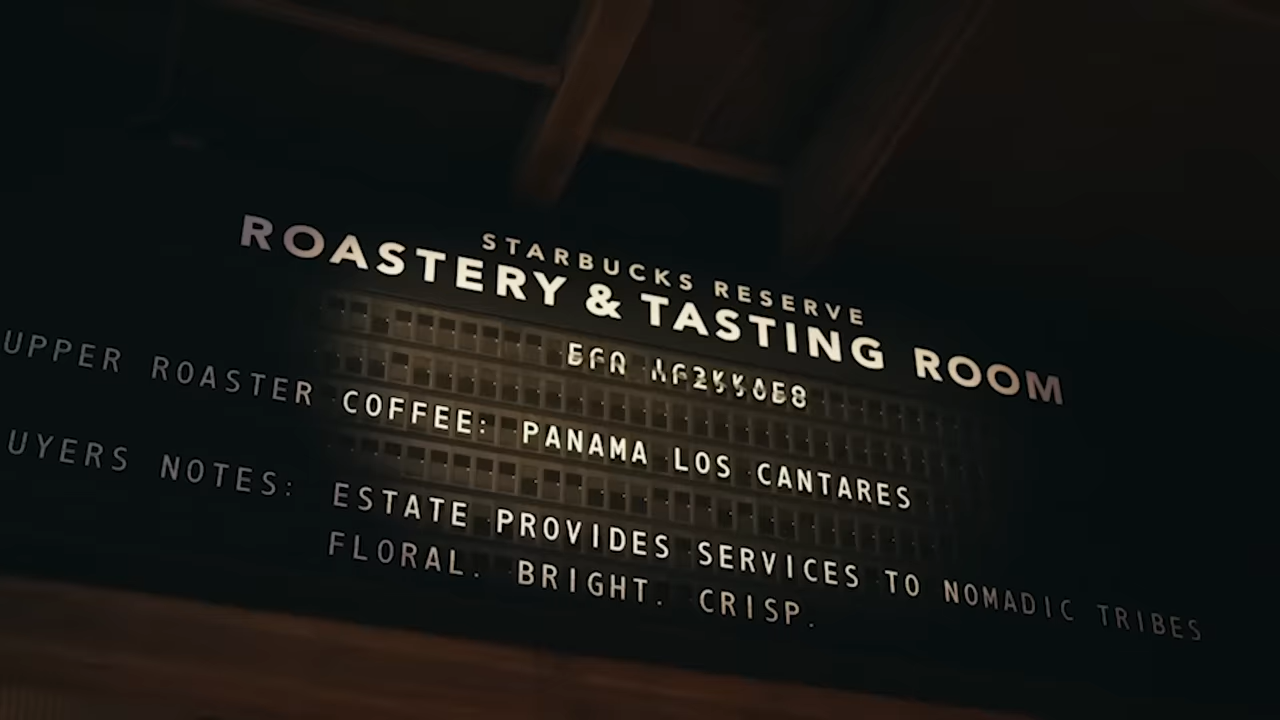 STARBUCKS RESERVE
ROASTERY & TASTING ROOM
UPPER ROASTER COFFEE: PANAMA LOS CANTARES
UYERS NOTES: ESTATE PROVIDES SERVICES TO NOMADIC TRIBES
FLORAL. BRIGHT. CRISP.